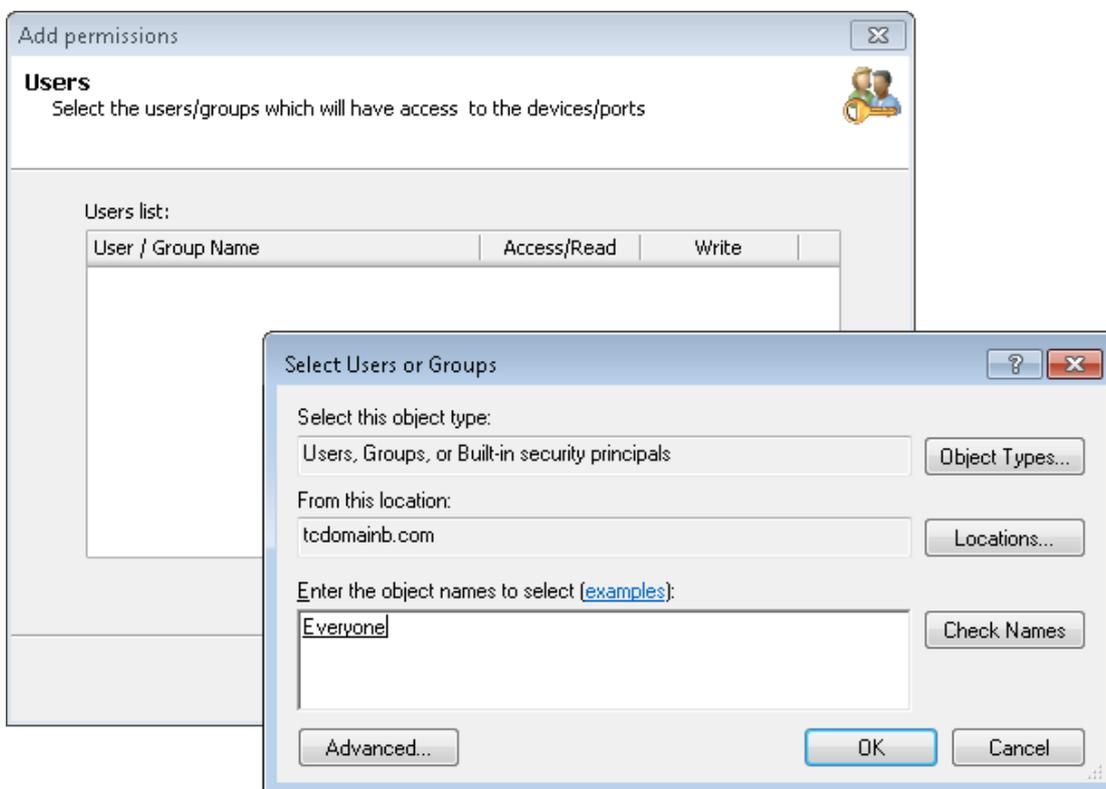 Add permissions
Users
Select the users/groups which will have access to the devices/ports
Users list:
User / Group Name Access/Read Write
Select Users or Groups
Select this object type:
Users, Groups, or Built-in security principals
Object Types...
From this location:
tcdomainb.com
Locations...
Enter the object names to select (examples):
Everyone
Check Names
Advanced...
OK
Cancel